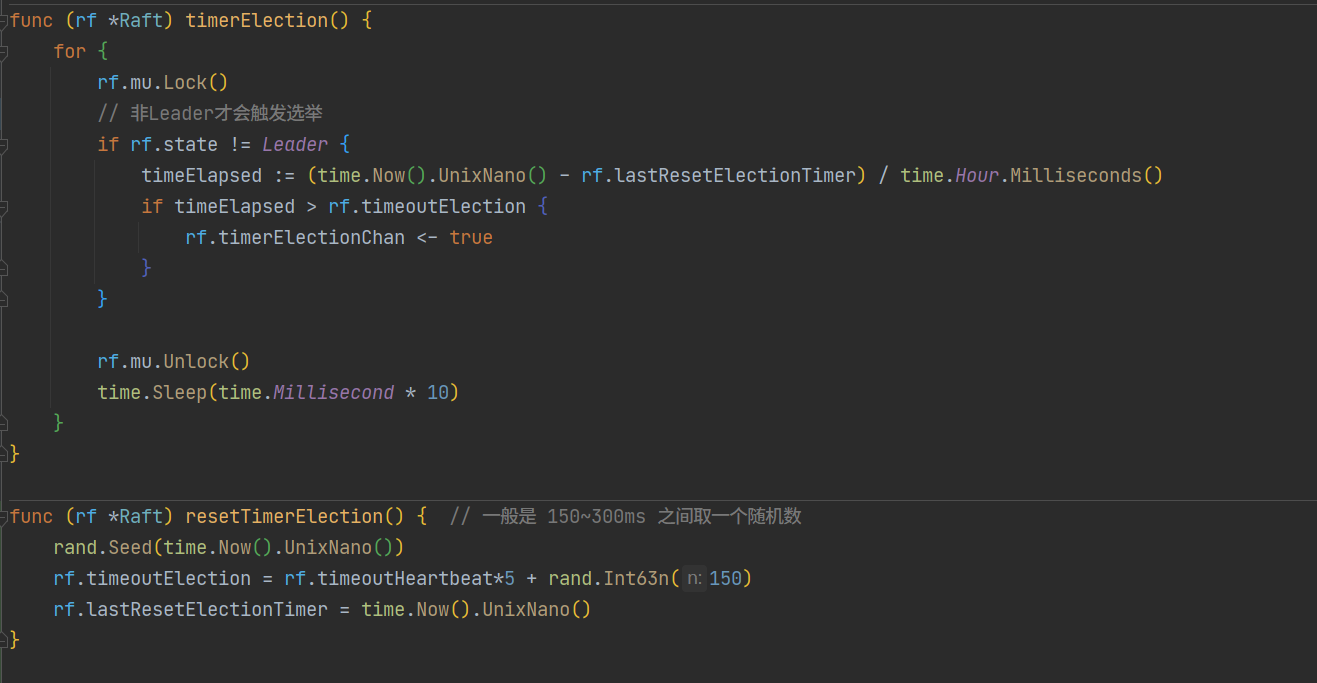 func (rf *Raft) timerElection() {
    for {
        rf.mu.Lock()
        // 非Leader才会触发选举
        if rf.state != Leader {
            timeElapsed := (time.Now().UnixNano() - rf.lastResetElectionTimer) / time.Hour.Milliseconds()
            if timeElapsed > rf.timeoutElection {
                rf.timerElectionChan <- true
            }
        }

        rf.mu.Unlock()
        time.Sleep(time.Millisecond * 10)
    }
}

func (rf *Raft) resetTimerElection() {  // 一般是 150~300ms 之间取一个随机数
    rand.Seed(time.Now().UnixNano())
    rf.timeoutElection = rf.timeoutHeartbeat*5 + rand.Int63n( n: 150)
    rf.lastResetElectionTimer = time.Now().UnixNano()
}